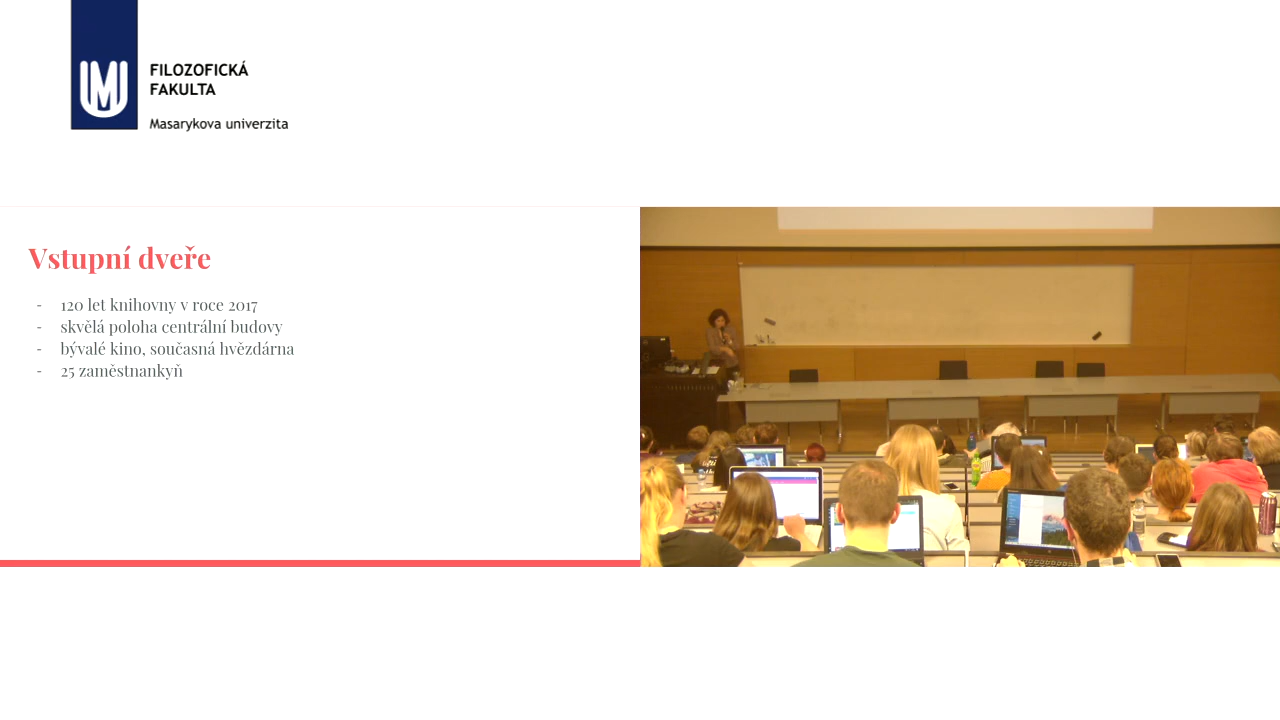 FILOZOFICKÁ
FAKULTA
Masarykova univerzita
Vstupní dveře
- 120 let knihovny v roce 2017
- skvělá poloha centrální budovy
- bývalé kino, současná hvězdárna
- 25 zaměstnankyň